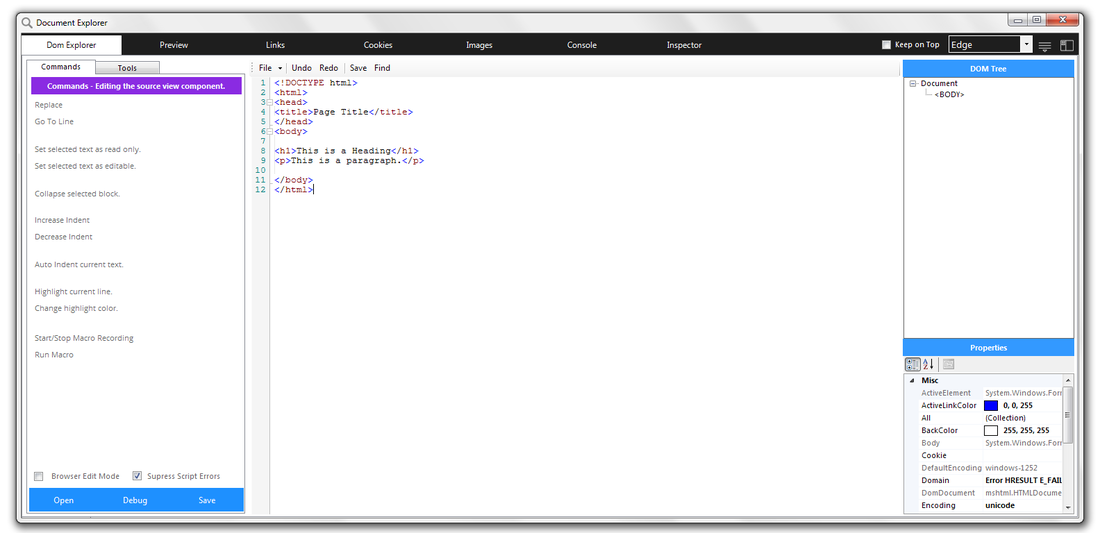 Document Explorer
Dom Explorer Preview Links Cookies Images Console Inspector Keep on Top Edge
Commands Tools
Commands - Editing the source view component.
Replace
Go To Line
Set selected text as read only.
Set selected text as editable.
Collapse selected block.
Increase Indent
Decrease Indent
Auto Indent current text.
Highlight current line.
Change highlight color.
Start/Stop Macro Recording
Run Macro
Browser Edit Mode Supress Script Errors
Open Debug Save
File Undo Redo Save Find
1 <!DOCTYPE html>
2 <html>
3 <head>
4 <title>Page Title</title>
5 </head>
6 <body>
7
8 <h1>This is a Heading</h1>
9 <p>This is a paragraph.</p>
10
11 </body>
12 </html>
DOM Tree
Document
<BODY>
Properties
Misc
ActiveElement System.Windows.Forr
ActiveLinkColor 0, 0, 255
All (Collection)
BackColor 255, 255, 255
Body System.Windows.Forr
Cookie
DefaultEncoding windows-1252
Domain Error HRESULT E_FAIL
DomDocument mshtml.HTMLDocume
Encoding unicode